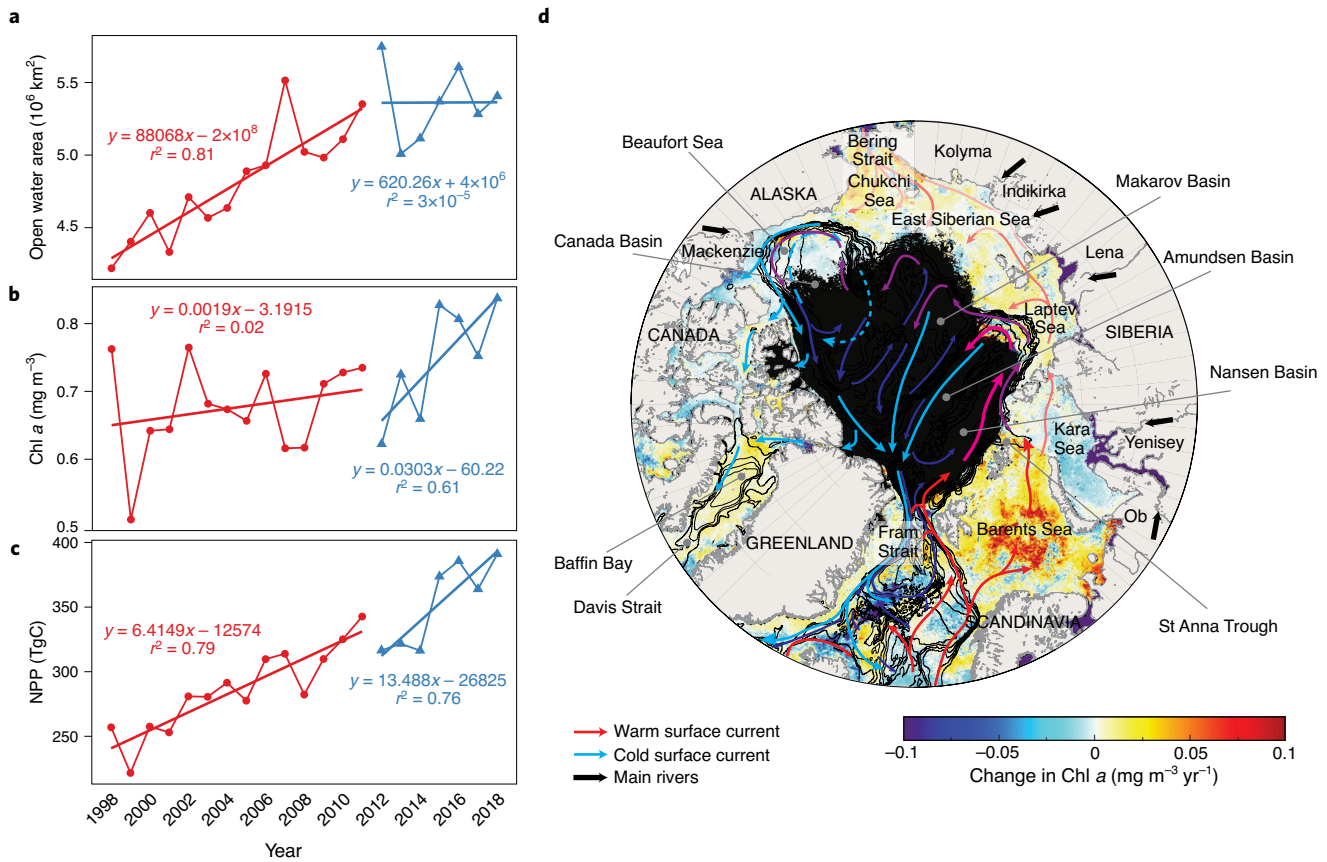 a
Open water area (10⁶ km²)
5.5
5.0
4.5
y = 88068x – 2×10⁸
r² = 0.81
y = 620.26x + 4×10⁶
r² = 3×10⁻⁵
b
Chl a (mg m⁻³)
0.8
0.7
0.6
0.5
y = 0.0019x – 3.1915
r² = 0.02
y = 0.0303x – 60.22
r² = 0.61
c
NPP (TgC)
400
350
300
250
y = 6.4149x – 12574
r² = 0.79
y = 13.488x – 26825
r² = 0.76
1998
2000
2002
2004
2006
2008
2010
2012
2014
2016
2018
Year
d
Beaufort Sea
Bering
Strait
Kolyma
ALASKA
Chukchi
Sea
Indikirka
Makarov Basin
East Siberian Sea
Canada Basin
Mackenzie
Lena
Amundsen Basin
Laptev
Sea
CANADA
SIBERIA
Nansen Basin
Kara
Sea
Yenisey
Ob
Barents Sea
GREENLAND
Fram
Strait
Baffin Bay
Davis Strait
SCANDINAVIA
St Anna Trough
Warm surface current
Cold surface current
Main rivers
–0.1
–0.05
0
0.05
0.1
Change in Chl a (mg m⁻³ yr⁻¹)